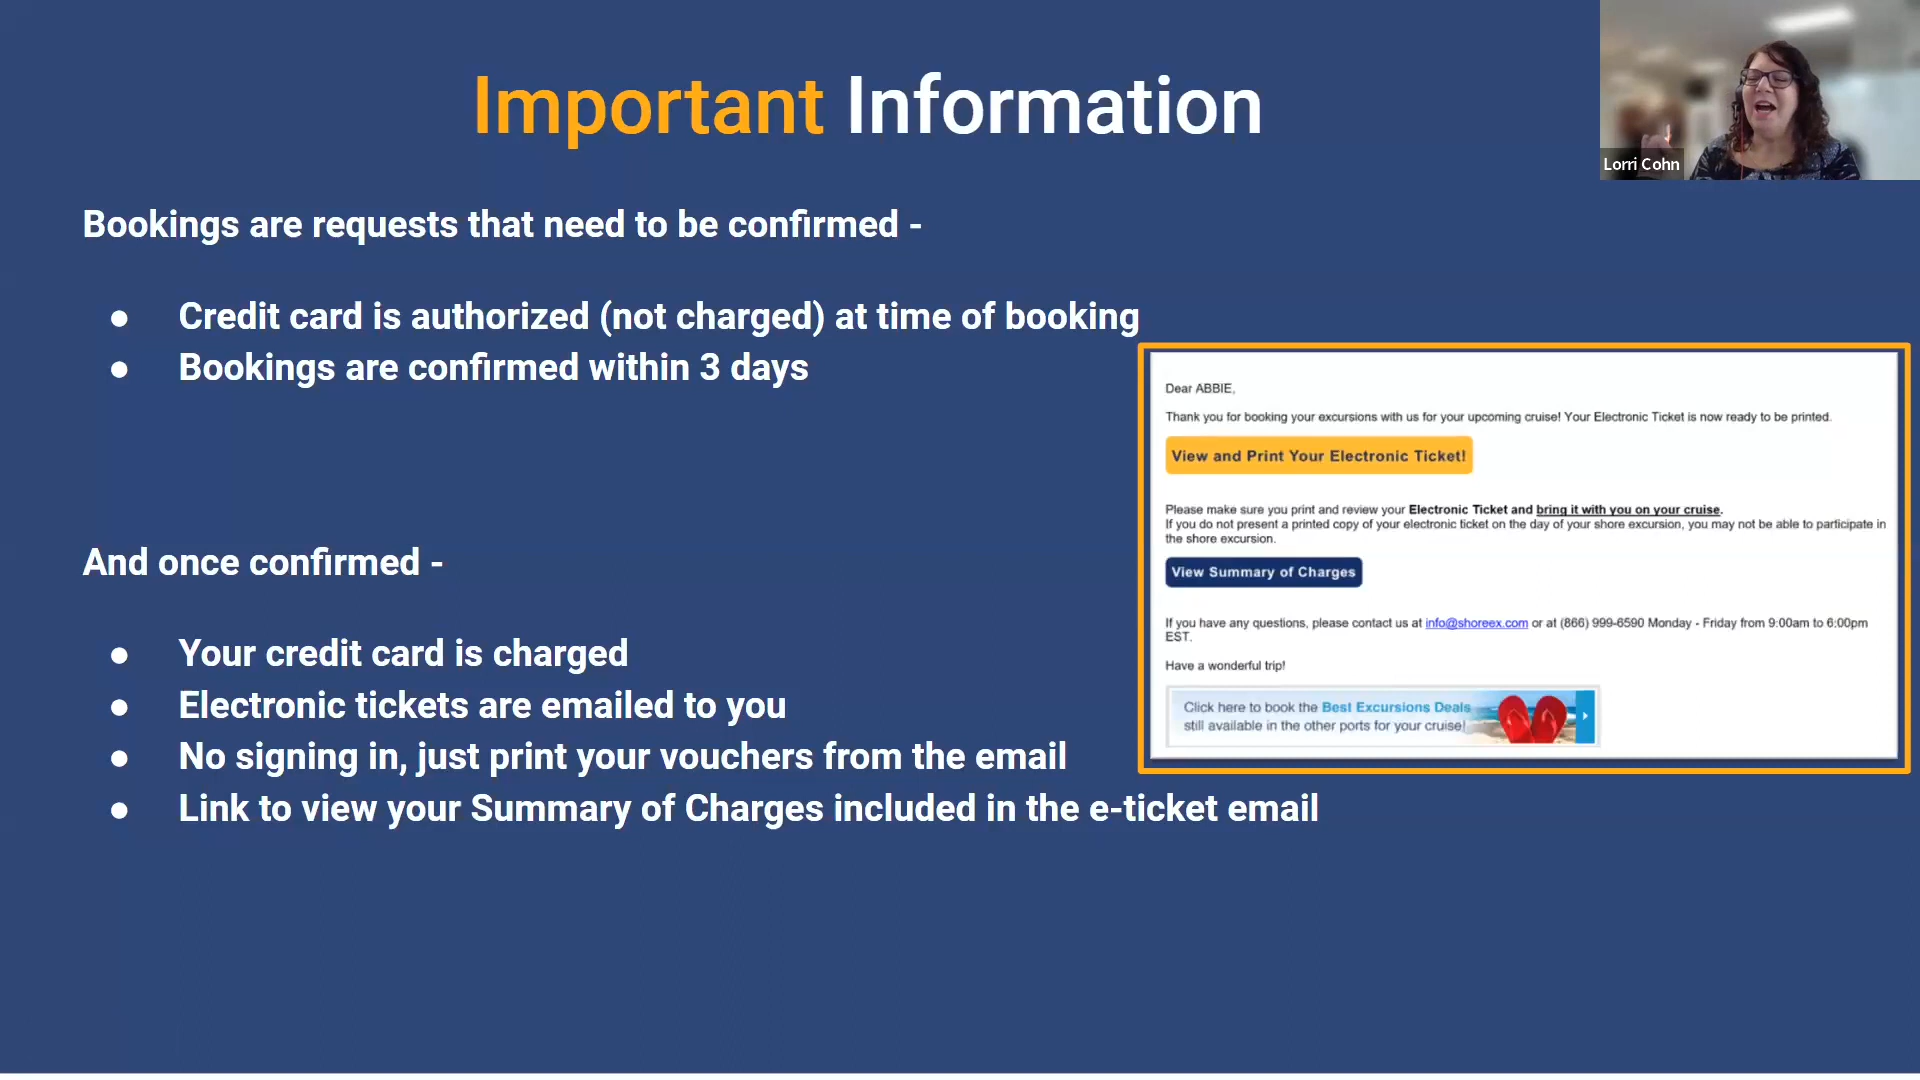 Important Information
Lorri Cohn
Bookings are requests that need to be confirmed -
● Credit card is authorized (not charged) at time of booking
● Bookings are confirmed within 3 days
And once confirmed -
● Your credit card is charged
● Electronic tickets are emailed to you
● No signing in, just print your vouchers from the email
● Link to view your Summary of Charges included in the e-ticket email
Dear ABBIE,
Thank you for booking your excursions with us for your upcoming cruise! Your Electronic Ticket is now ready to be printed.
View and Print Your Electronic Ticket!
Please make sure you print and review your Electronic Ticket and bring it with you on your cruise.
If you do not present a printed copy of your electronic ticket on the day of your shore excursion, you may not be able to participate in
the shore excursion.
View Summary of Charges
If you have any questions, please contact us at info@shoreex.com or at (866) 999-6590 Monday - Friday from 9:00am to 6:00pm
EST.
Have a wonderful trip!
Click here to book the Best Excursions Deals
still available in the other ports for your cruise!